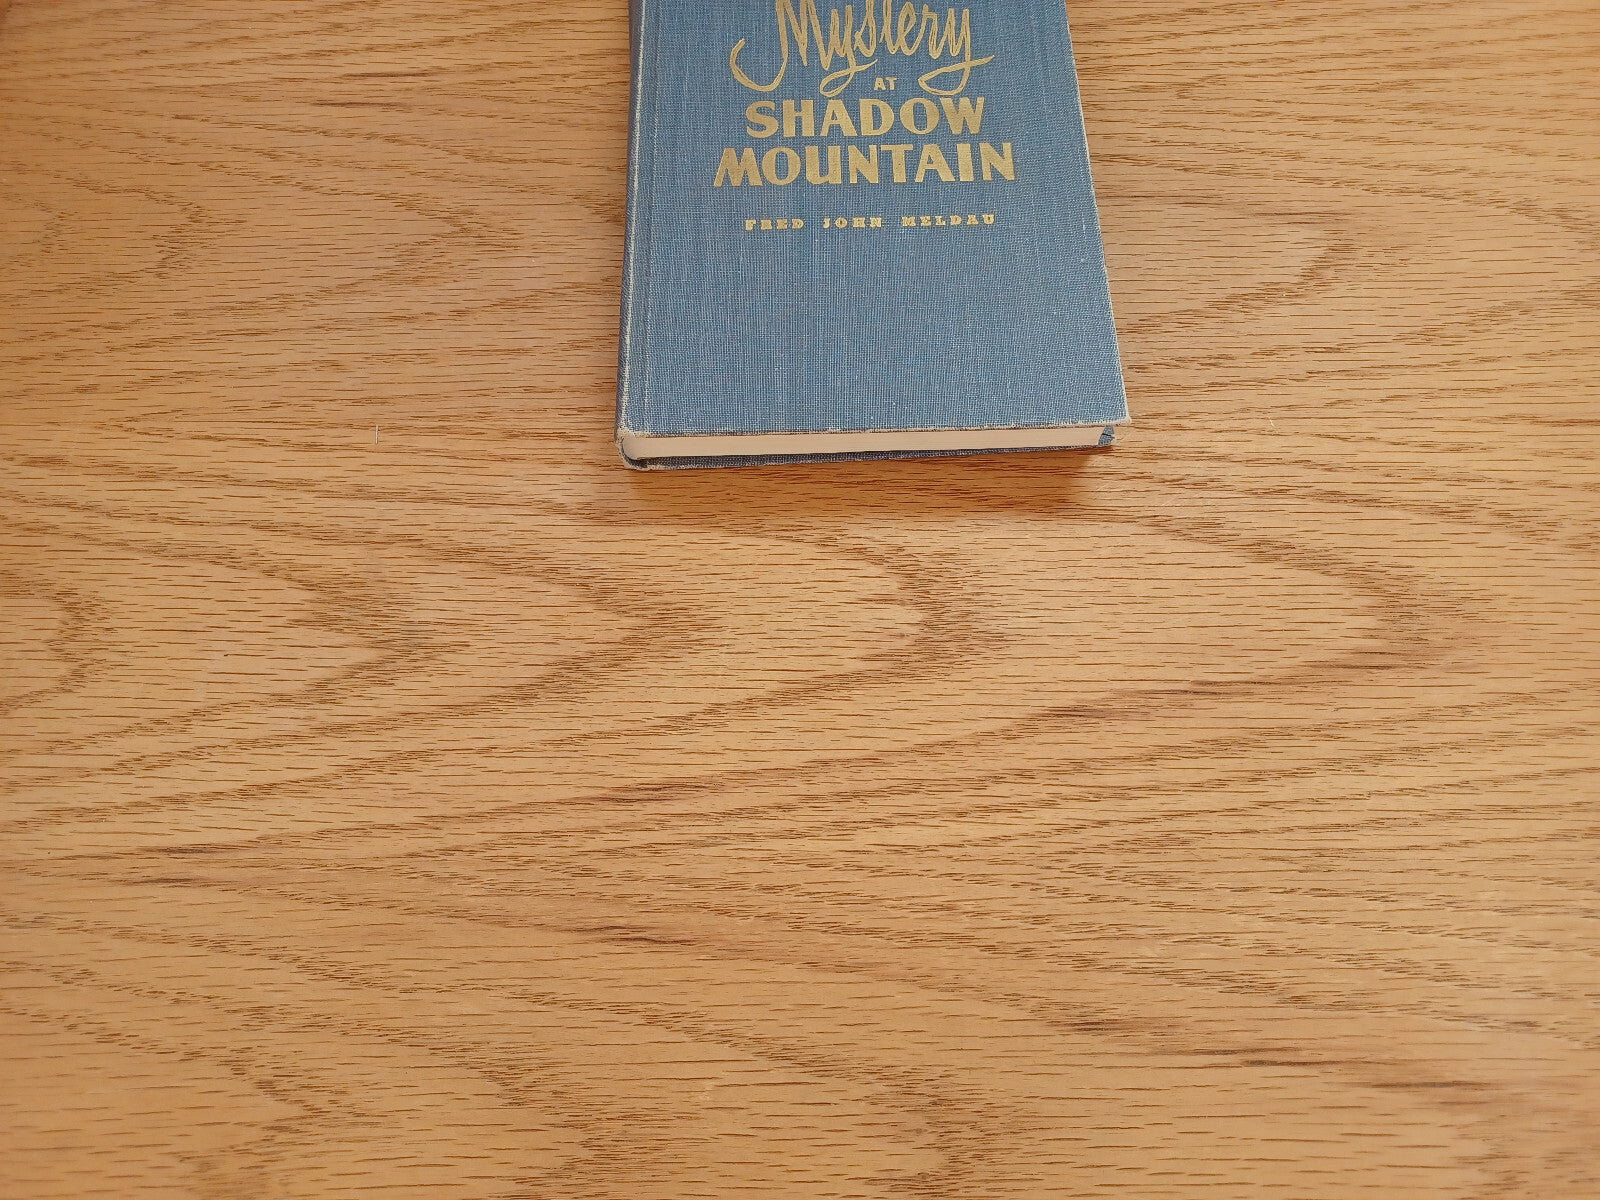 Mystery
AT
SHADOW
MOUNTAIN
FRED JOHN MELDAU